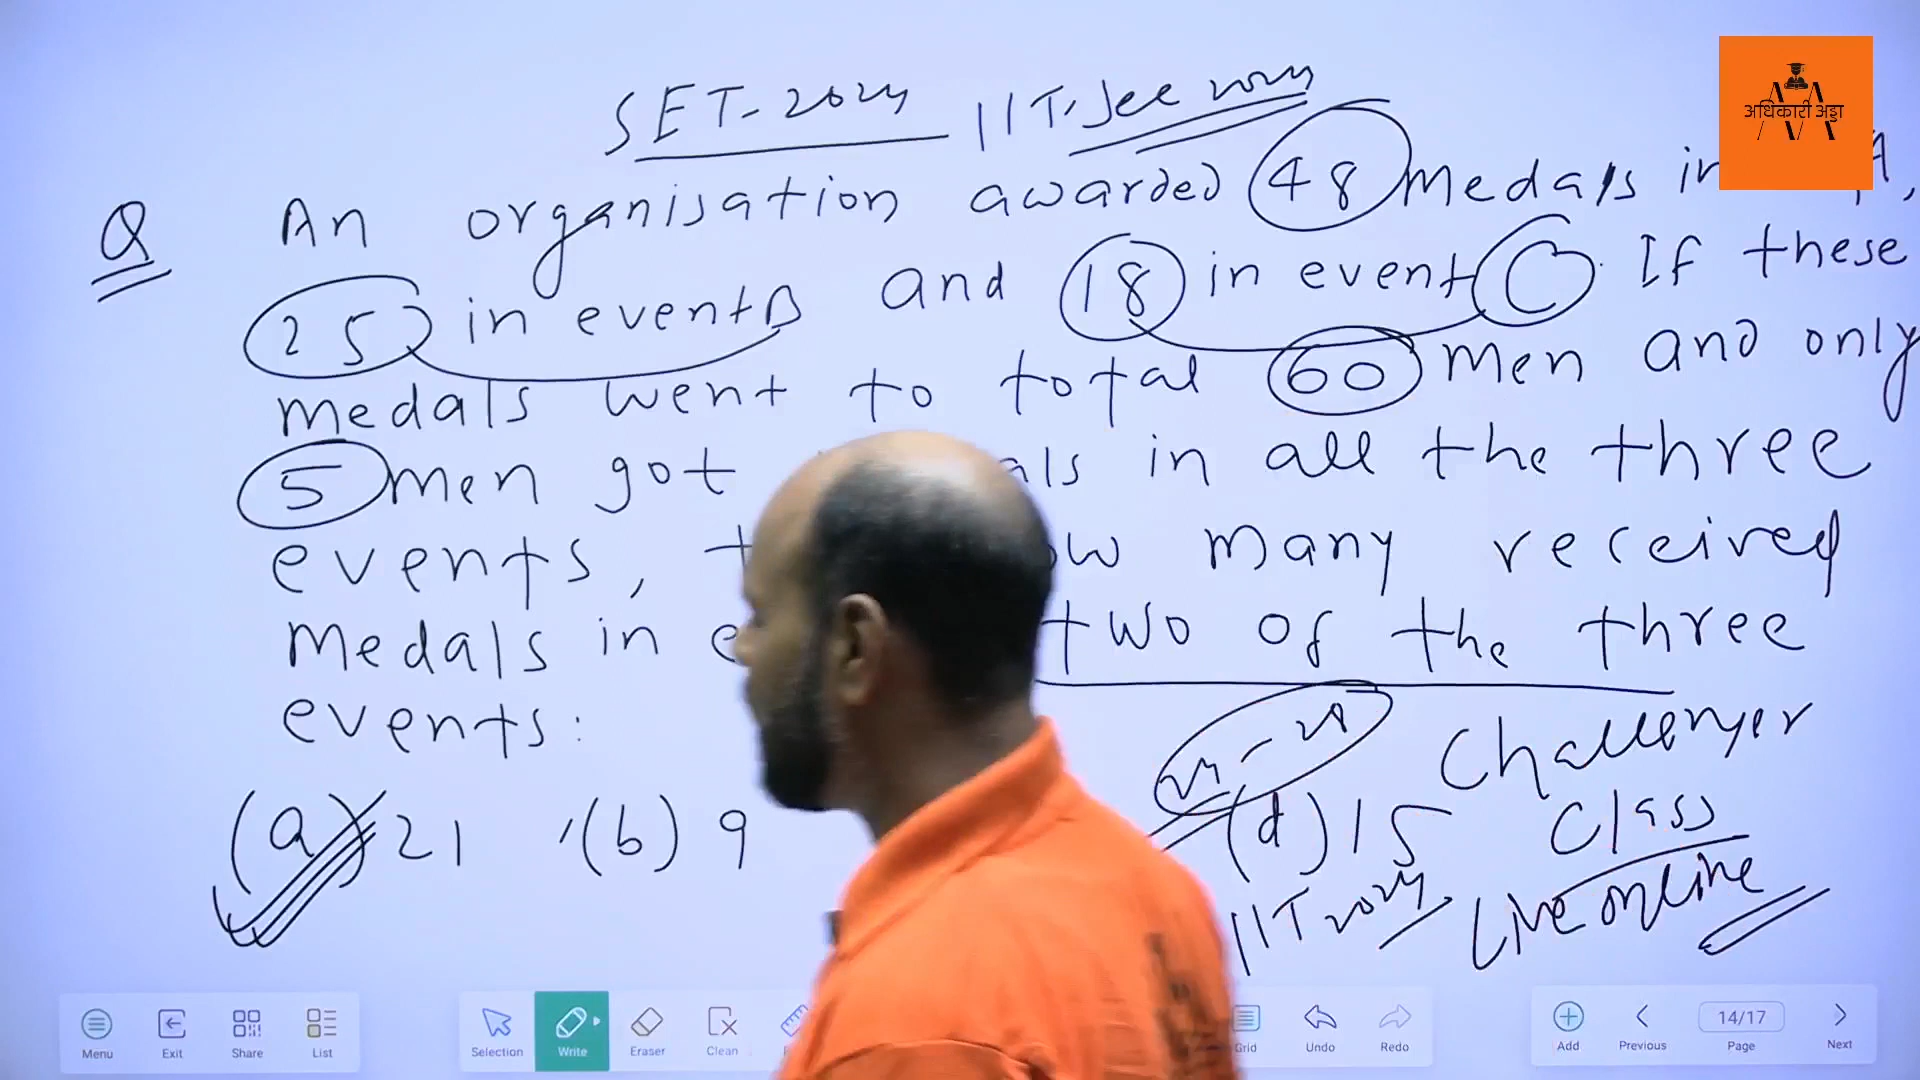 SET-2024 IIT-Jee 2024
Q An organisation awarded 48 medals in A,
25 in event B and 18 in event C. If these
medals went to total 60 men and only
5 men got als in all the three
events, many received
medals in two of the three
events:
(a) 21 (b) 9 (d) 15
Challenger
Class
Live online
IIT 2024
अधिकारी अड्डा
Menu Exit Share List Selection Write Eraser Clean Grid Undo Redo Add Previous 14/17 Page Next